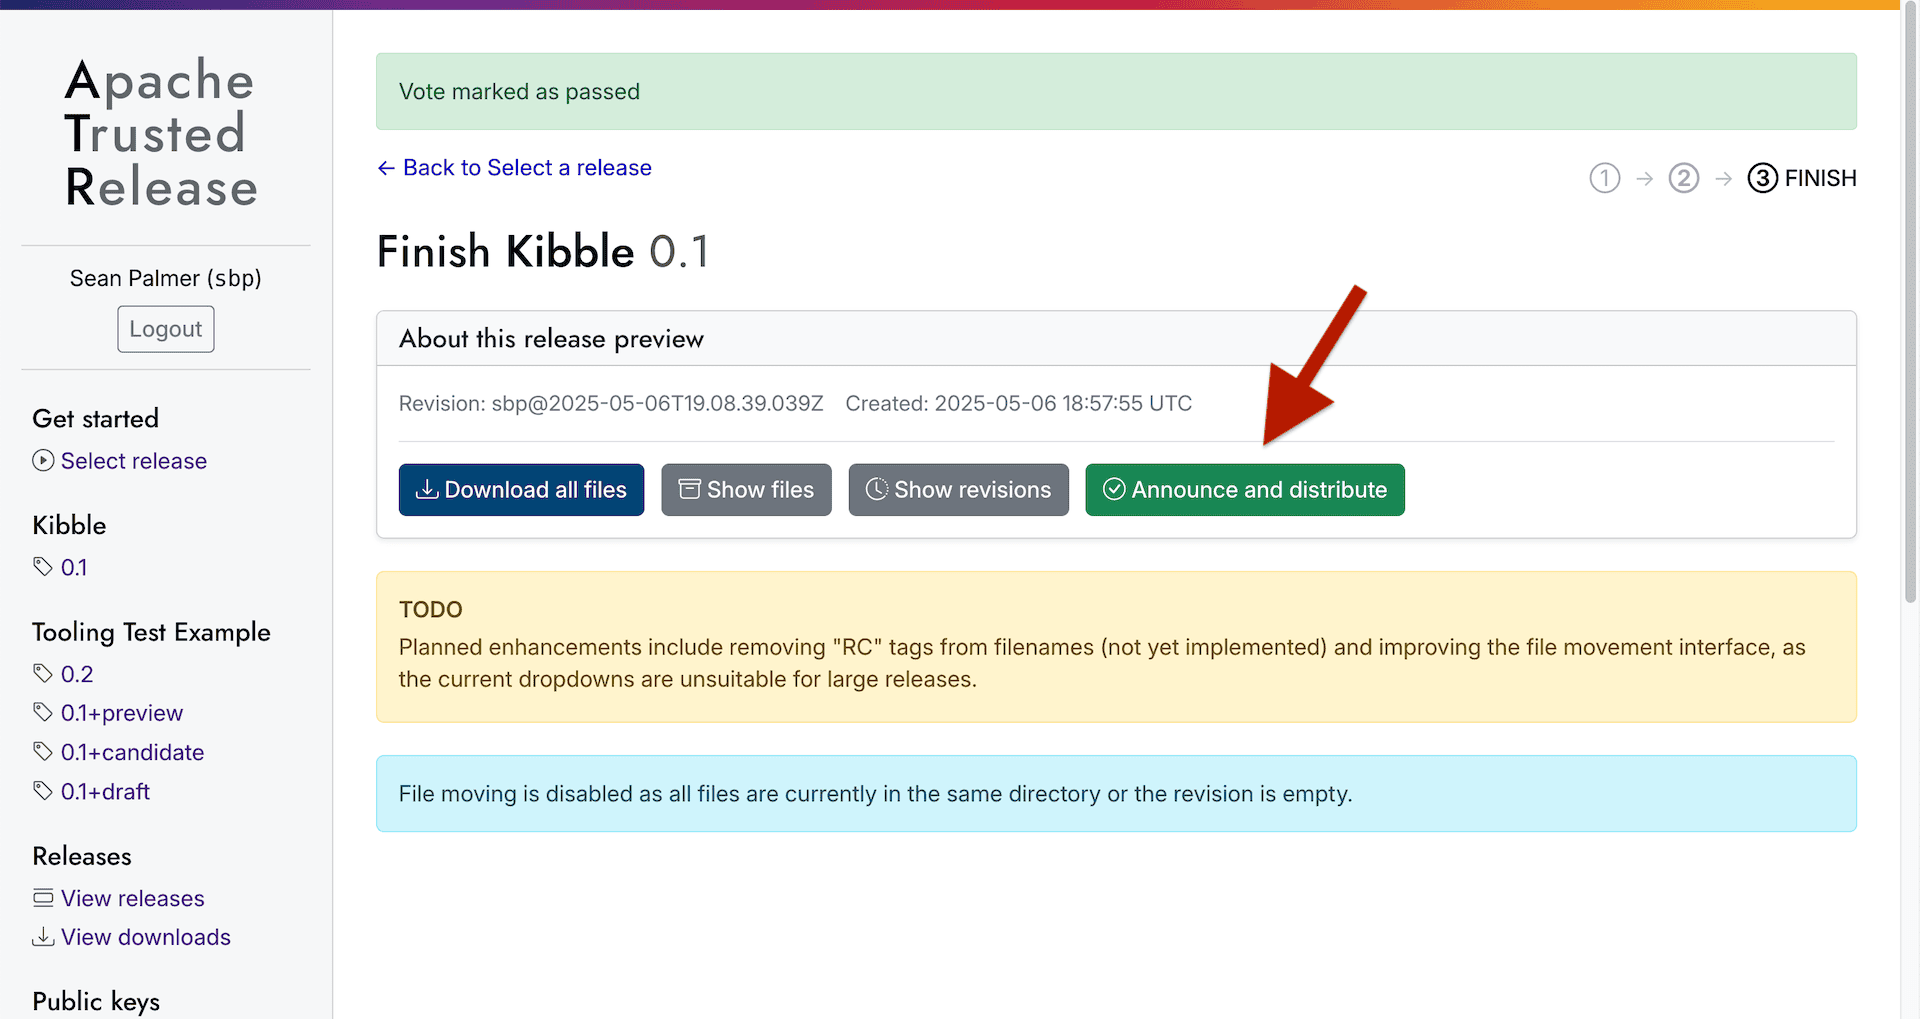 Apache
Trusted
Release
Sean Palmer (sbp)
Logout
Get started
Select release
Kibble
0.1
Tooling Test Example
0.2
0.1+preview
0.1+candidate
0.1+draft
Releases
View releases
View downloads
Public keys
Vote marked as passed
← Back to Select a release
1 → 2 → 3 FINISH
Finish Kibble 0.1
About this release preview
Revision: sbp@2025-05-06T19.08.39.039Z Created: 2025-05-06 18:57:55 UTC
Download all files Show files Show revisions Announce and distribute
TODO
Planned enhancements include removing "RC" tags from filenames (not yet implemented) and improving the file movement interface, as
the current dropdowns are unsuitable for large releases.
File moving is disabled as all files are currently in the same directory or the revision is empty.